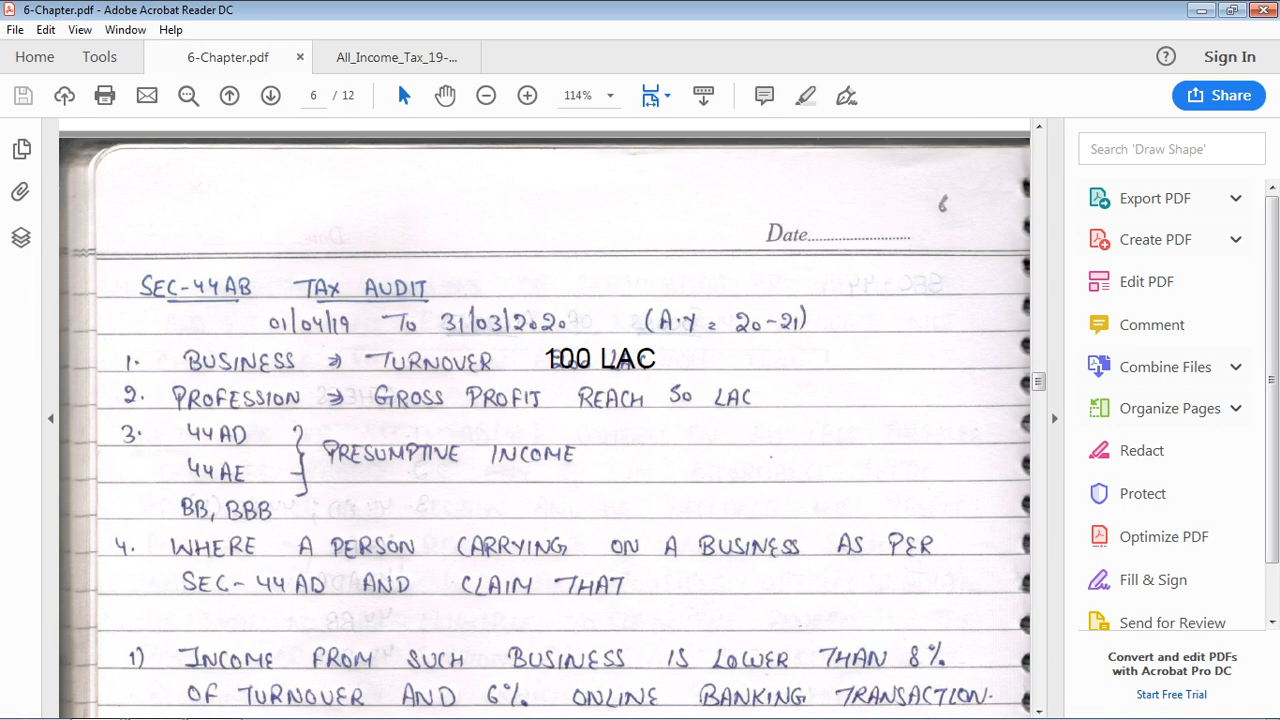 6-Chapter.pdf - Adobe Acrobat Reader DC
File Edit View Window Help
Home Tools 6-Chapter.pdf × All_Income_Tax_19-... ? Sign In
6 / 12 114% Share
6
Date
SEC-44AB TAX AUDIT
01/04/19 TO 31/03/2020 (A.Y = 20-21)
1. BUSINESS ⇒ TURNOVER 100 LAC
2. PROFESSION ⇒ GROSS PROFIT REACH 50 LAC
3. 44AD
44AE } PRESUMPTIVE INCOME
BB, BBB
4. WHERE A PERSON CARRYING ON A BUSINESS AS PER
SEC-44AD AND CLAIM THAT
1) INCOME FROM SUCH BUSINESS IS LOWER THAN 8%
OF TURNOVER AND 6% ONLINE BANKING TRANSACTION.
Search 'Draw Shape'
Export PDF
Create PDF
Edit PDF
Comment
Combine Files
Organize Pages
Redact
Protect
Optimize PDF
Fill & Sign
Send for Review
Convert and edit PDFs
with Acrobat Pro DC
Start Free Trial